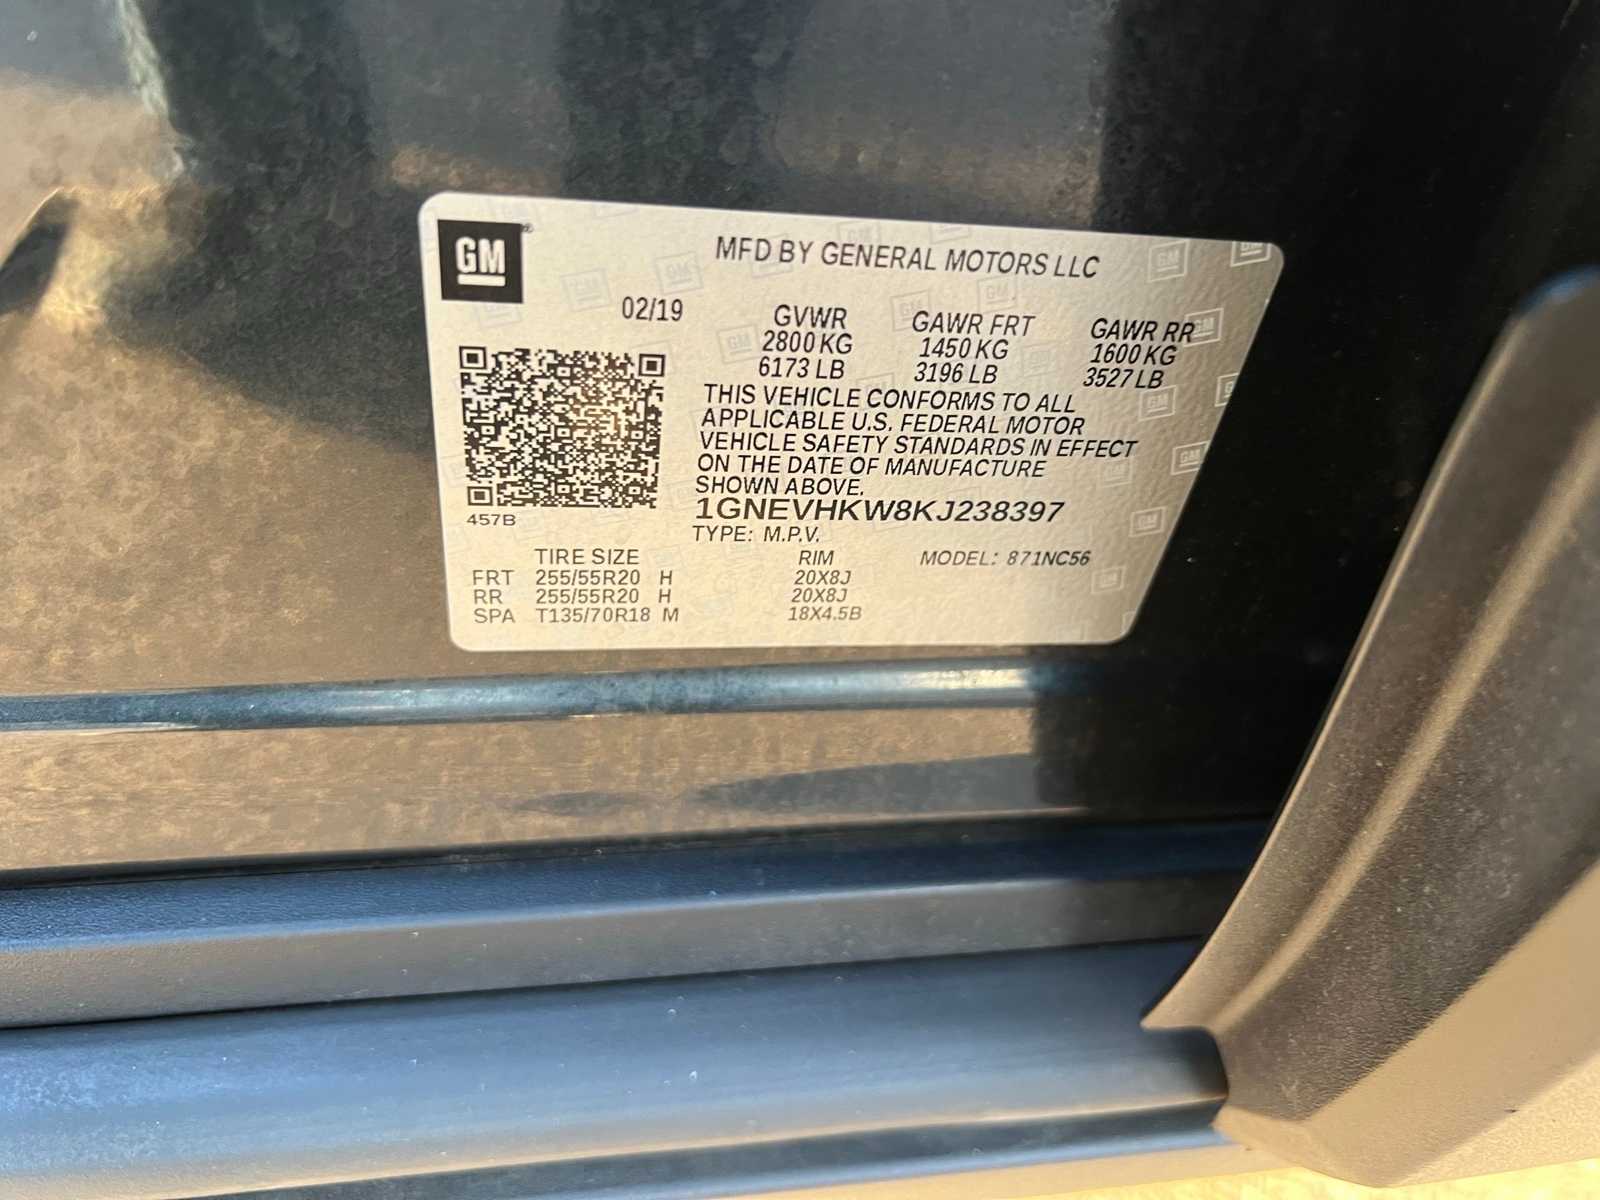 GM
MFD BY GENERAL MOTORS LLC
02/19 GVWR GAWR FRT GAWR RR
2800 KG 1450 KG 1600 KG
6173 LB 3196 LB 3527 LB
THIS VEHICLE CONFORMS TO ALL
APPLICABLE U.S. FEDERAL MOTOR
VEHICLE SAFETY STANDARDS IN EFFECT
ON THE DATE OF MANUFACTURE
SHOWN ABOVE.
1GNEVHKW8KJ238397
457B
TYPE: M.P.V.
TIRE SIZE RIM MODEL: 871NC56
FRT 255/55R20 H 20X8J
RR 255/55R20 H 20X8J
SPA T135/70R18 M 18X4.5B